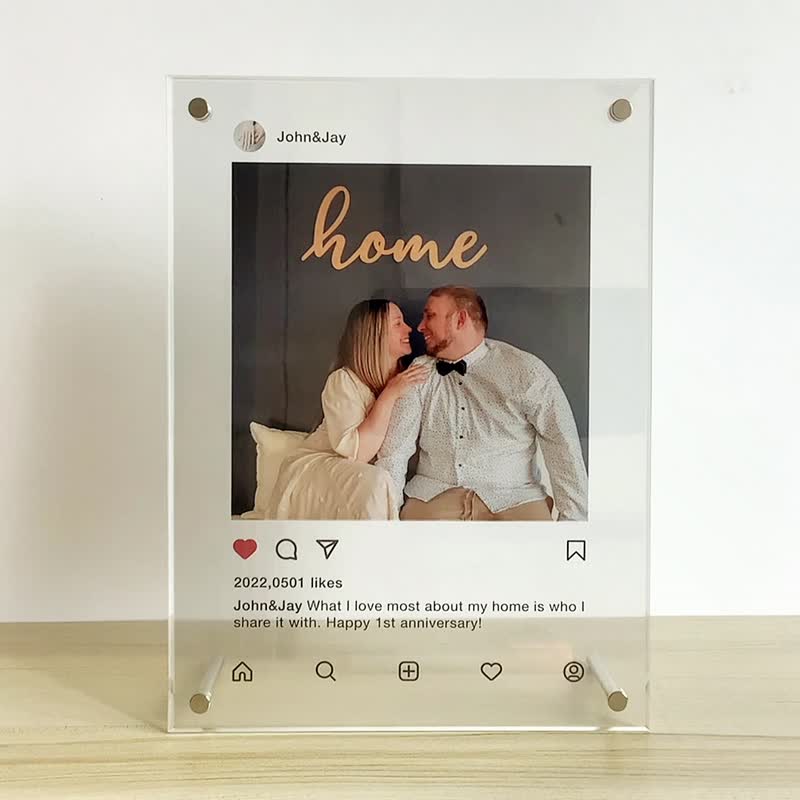 John&Jay
home
2022,0501 likes
John&Jay What I love most about my home is who I
share it with. Happy 1st anniversary!